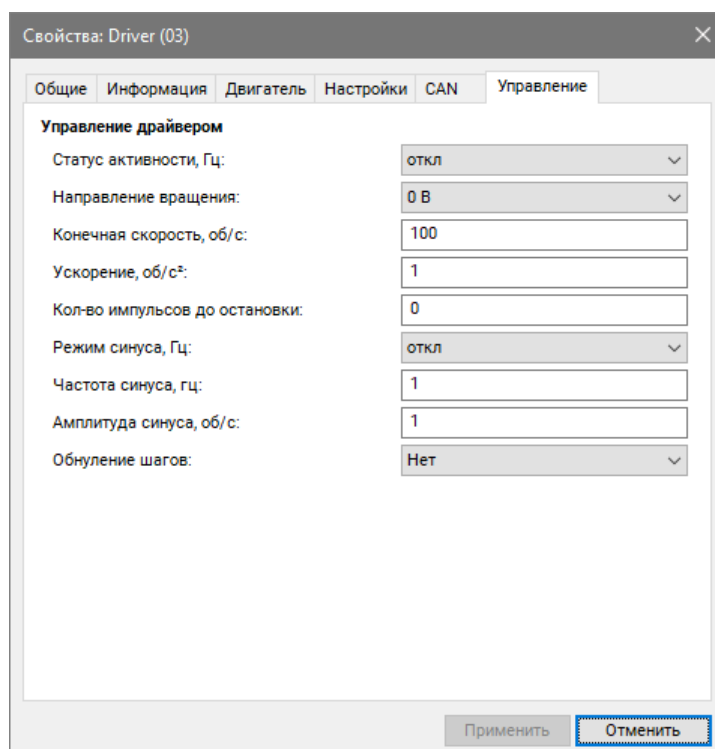 Свойства: Driver (03)
Общие Информация Двигатель Настройки CAN Управление
Управление драйвером
Статус активности, Гц: откл
Направление вращения: 0 В
Конечная скорость, об/с: 100
Ускорение, об/с²: 1
Кол-во импульсов до остановки: 0
Режим синуса, Гц: откл
Частота синуса, гц: 1
Амплитуда синуса, об/с: 1
Обнуление шагов: Нет
Применить Отменить